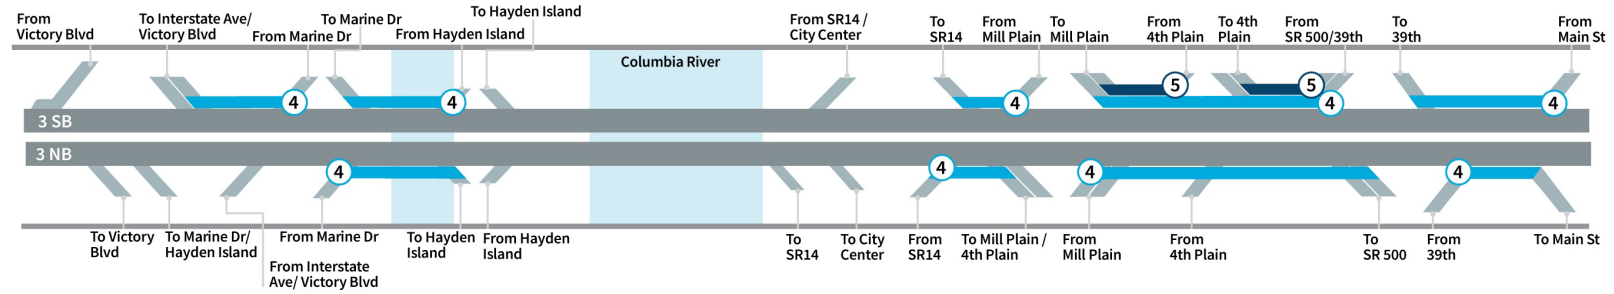 From
Victory Blvd
To Interstate Ave/
Victory Blvd
From Marine Dr
To Marine Dr
From Hayden Island
To Hayden Island
From SR14 /
City Center
To
SR14
From
Mill Plain
To
Mill Plain
From
4th Plain
To 4th
Plain
From
SR 500/39th
To
39th
From
Main St
Columbia River
5
5
4
4
4
4
4
3 SB
3 NB
4
4
4
4
To Victory
Blvd
To Marine Dr/
Hayden Island
From Interstate
Ave/ Victory Blvd
From Marine Dr
To Hayden
Island
From Hayden
Island
To
SR14
To City
Center
From
SR14
To Mill Plain /
4th Plain
From
Mill Plain
From
4th Plain
To
SR 500
From
39th
To Main St